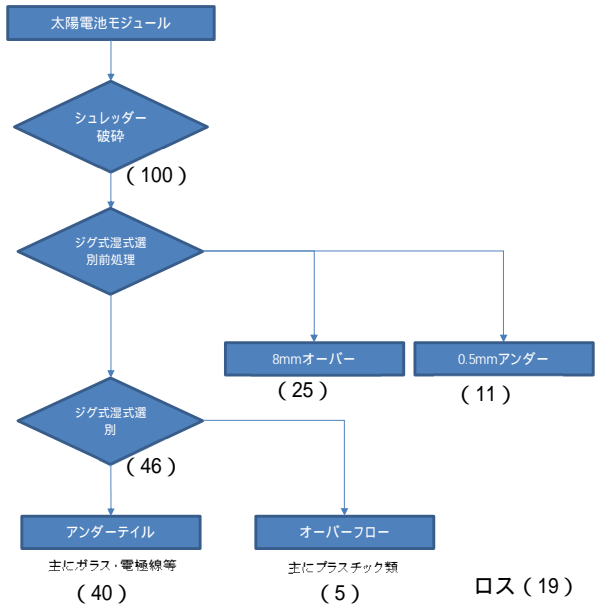 太陽電池モジュール
シュレッダー
破砕
（100）
ジグ式湿式選
別前処理
8mmオーバー
0.5mmアンダー
（25）
（11）
ジグ式湿式選
別
（46）
アンダーテイル
オーバーフロー
主にガラス・電極線等
主にプラスチック類
（40）
（5）
ロス（19）